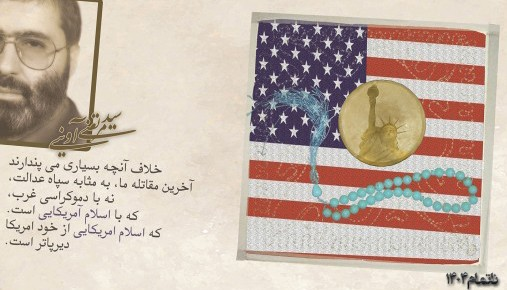 سید مرتضی آوینی
خلاف آنچه بسیاری می پندارند
آخرین مقاتله ما، به مثابه سپاه عدالت،
نه با دموکراسی غرب،
که با اسلام آمریکایی است.
که اسلام امریکایی از خود امریکا
دیرپاتر است.
ناتمام۱۴۰۴